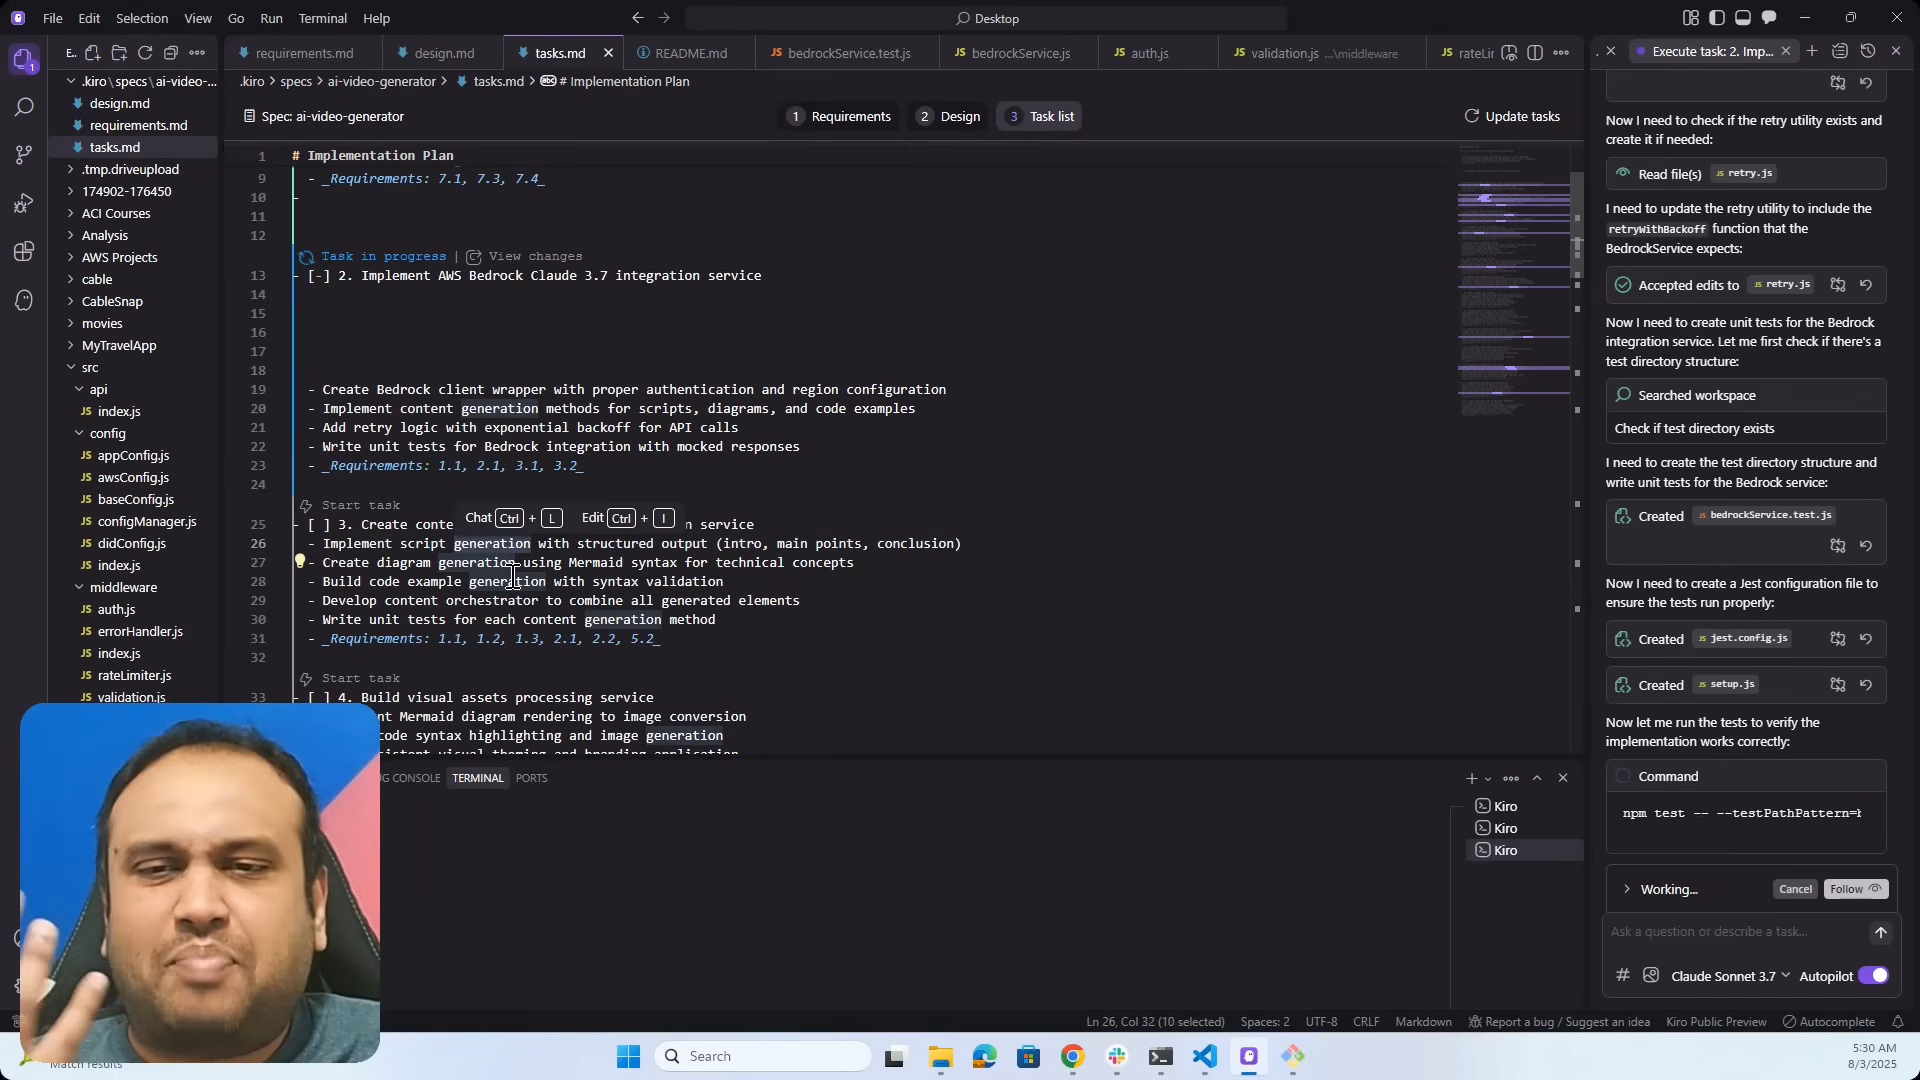 File Edit Selection View Go Run Terminal Help
Desktop
E..
requirements.md
design.md
tasks.md
README.md
bedrockService.test.js
bedrockService.js
auth.js
validation.js ...\middleware
Execute task: 2. Imp...
.kiro > specs > ai-video-generator > tasks.md > # Implementation Plan
Spec: ai-video-generator
1 Requirements
2 Design
3 Task list
Update tasks
.kiro\specs\ai-video-...
design.md
requirements.md
tasks.md
.tmp.driveupload
174902-176450
ACI Courses
Analysis
AWS Projects
cable
CableSnap
movies
MyTravelApp
src
api
index.js
config
appConfig.js
awsConfig.js
baseConfig.js
configManager.js
didConfig.js
index.js
middleware
auth.js
errorHandler.js
index.js
rateLimiter.js
validation.js
1 # Implementation Plan
9 - _Requirements: 7.1, 7.3, 7.4_
10 -
11
12
Task in progress | View changes
13 - [-] 2. Implement AWS Bedrock Claude 3.7 integration service
14
15
16
17
18
19 - Create Bedrock client wrapper with proper authentication and region configuration
20 - Implement content generation methods for scripts, diagrams, and code examples
21 - Add retry logic with exponential backoff for API calls
22 - Write unit tests for Bedrock integration with mocked responses
23 - _Requirements: 1.1, 2.1, 3.1, 3.2_
24
Start task
Chat Ctrl + L Edit Ctrl + I
25 - [ ] 3. Create conte n service
26 - Implement script generation with structured output (intro, main points, conclusion)
27 - Create diagram generation using Mermaid syntax for technical concepts
28 - Build code example generation with syntax validation
29 - Develop content orchestrator to combine all generated elements
30 - Write unit tests for each content generation method
31 - _Requirements: 1.1, 1.2, 1.3, 2.1, 2.2, 5.2_
32
Start task
33 - [ ] 4. Build visual assets processing service
nt Mermaid diagram rendering to image conversion
code syntax highlighting and image generation
visual theming and branding application
Now I need to check if the retry utility exists and
create it if needed:
Read file(s) retry.js
I need to update the retry utility to include the
retryWithBackoff function that the
BedrockService expects:
Accepted edits to retry.js
Now I need to create unit tests for the Bedrock
integration service. Let me first check if there's a
test directory structure:
Searched workspace
Check if test directory exists
I need to create the test directory structure and
write unit tests for the Bedrock service:
Created bedrockService.test.js
Now I need to create a Jest configuration file to
ensure the tests run properly:
Created jest.config.js
Created setup.js
Now let me run the tests to verify the
implementation works correctly:
Command
npm test -- --testPathPattern=
Working...
Cancel
Follow
Ask a question or describe a task...
Claude Sonnet 3.7
Autopilot
UG CONSOLE TERMINAL PORTS
Kiro
Kiro
Kiro
Ln 26, Col 32 (10 selected) Spaces: 2 UTF-8 CRLF Markdown Report a bug / Suggest an idea Kiro Public Preview Autocomplete
Match results
Search
5:30 AM
8/3/2025